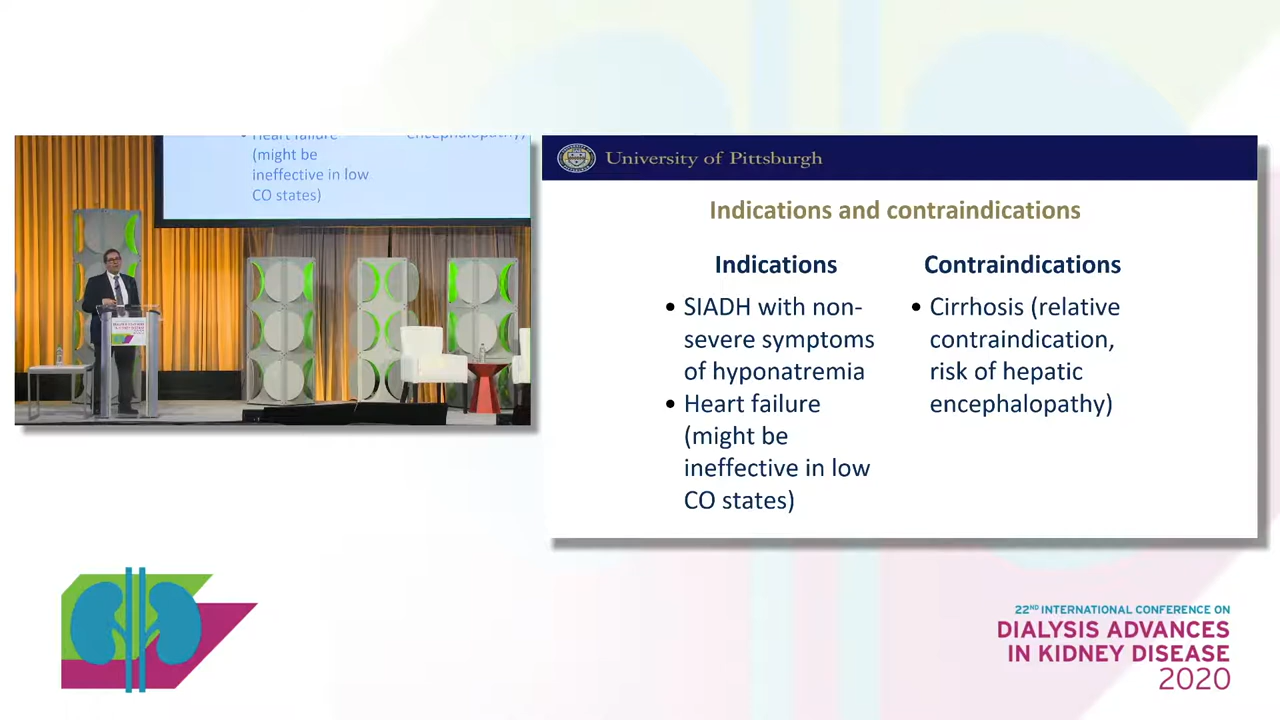 Heart failure
(might be
ineffective in low
CO states)
encephalopathy)
University of Pittsburgh
Indications and contraindications
Indications
• SIADH with non-
severe symptoms
of hyponatremia
• Heart failure
(might be
ineffective in low
CO states)
Contraindications
• Cirrhosis (relative
contraindication,
risk of hepatic
encephalopathy)
22ND INTERNATIONAL CONFERENCE ON
DIALYSIS ADVANCES
IN KIDNEY DISEASE
2020